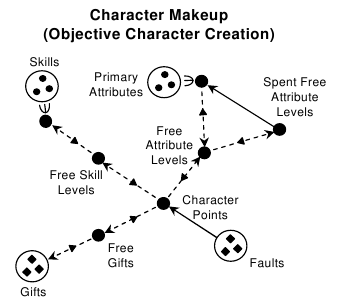 Character Makeup
(Objective Character Creation)
Skills
Primary
Attributes
Spent Free
Attribute
Levels
Free
Attribute
Levels
Free Skill
Levels
Character
Points
Free
Gifts
Faults
Gifts